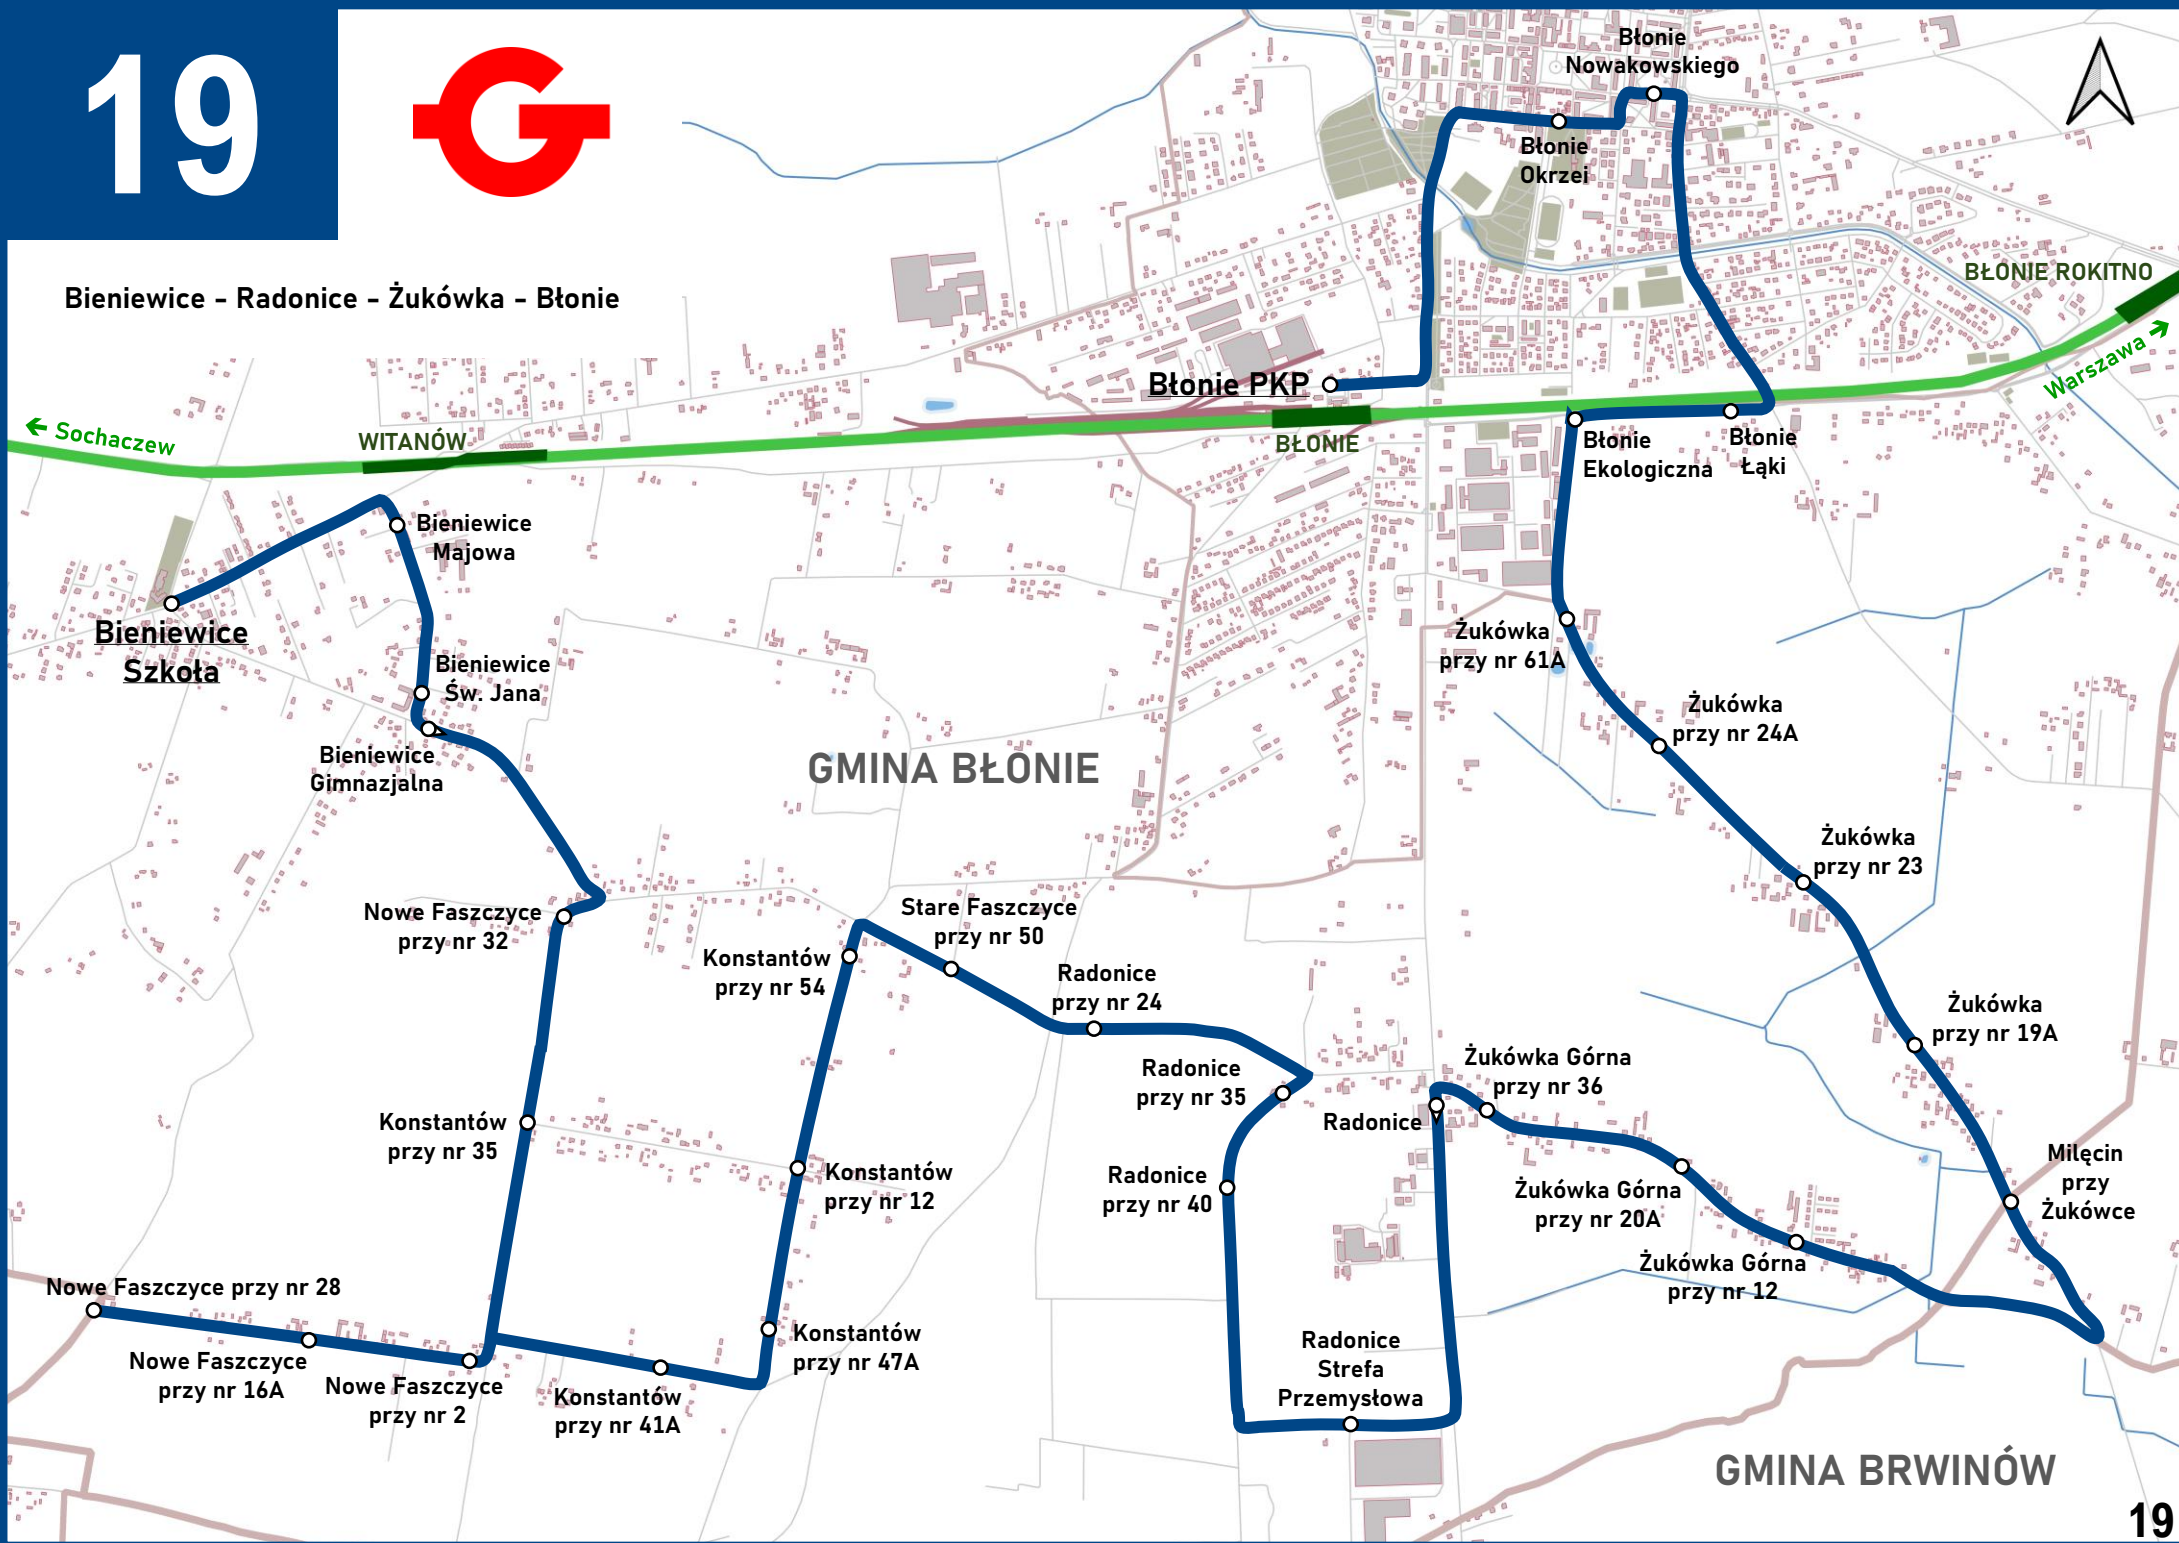 19
G
Bieniewice - Radonice - Żukówka - Błonie
Błonie
Nowakowskiego
Błonie
Okrzei
BŁONIE ROKITNO
Warszawa →
Błonie PKP
BŁONIE
← Sochaczew
WITANÓW
Błonie
Ekologiczna
Błonie
Łąki
Bieniewice
Majowa
Bieniewice
Szkoła
Bieniewice
Św. Jana
Bieniewice
Gimnazjalna
Żukówka
przy nr 61A
Żukówka
przy nr 24A
GMINA BŁONIE
Żukówka
przy nr 23
Nowe Faszczyce
przy nr 32
Stare Faszczyce
przy nr 50
Konstantów
przy nr 54
Radonice
przy nr 24
Żukówka
przy nr 19A
Radonice
przy nr 35
Żukówka Górna
przy nr 36
Radonice
Konstantów
przy nr 35
Konstantów
przy nr 12
Radonice
przy nr 40
Żukówka Górna
przy nr 20A
Milęcin
przy
Żukówce
Żukówka Górna
przy nr 12
Nowe Faszczyce przy nr 28
Nowe Faszczyce
przy nr 16A
Nowe Faszczyce
przy nr 2
Konstantów
przy nr 41A
Konstantów
przy nr 47A
Radonice
Strefa
Przemysłowa
GMINA BRWINÓW
19